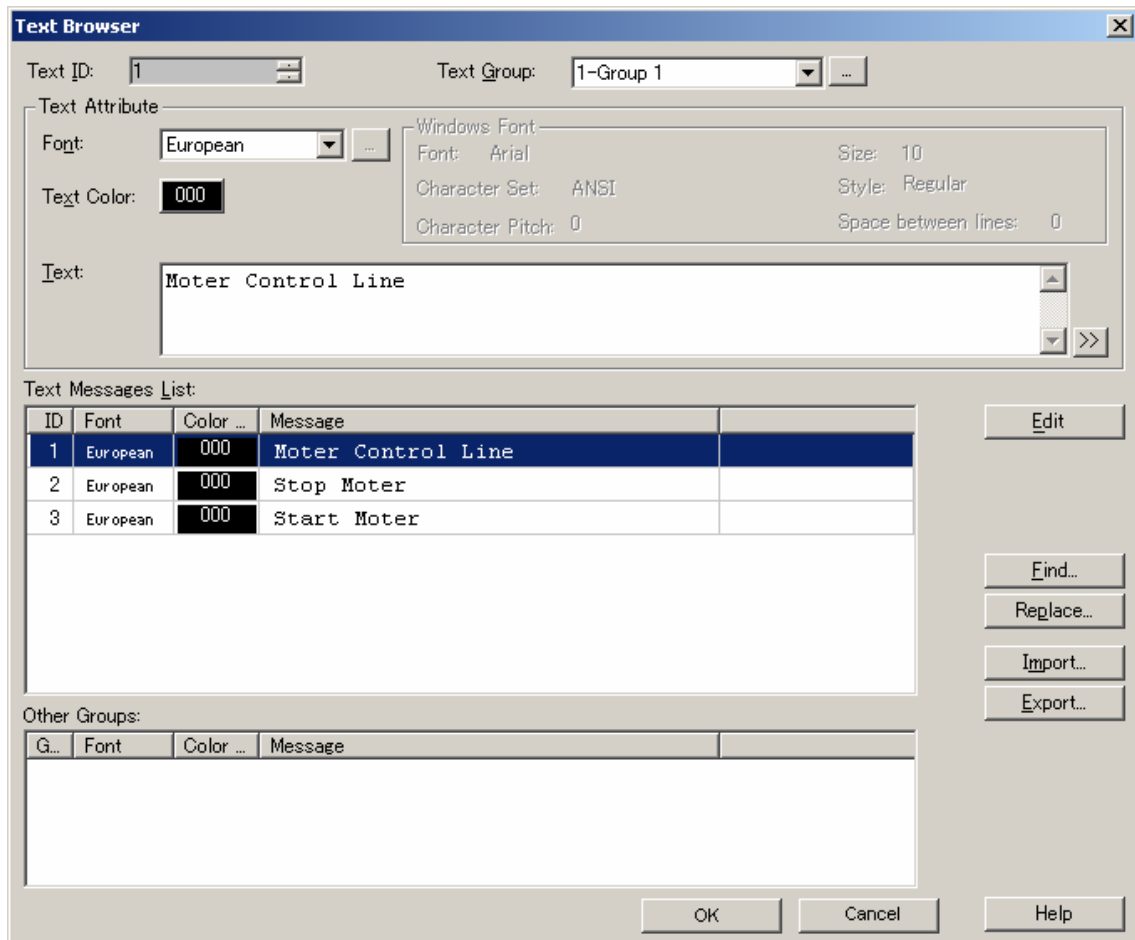 Text Browser
Text ID: 1 Text Group: 1-Group 1 ...
Text Attribute
Font: European ...
Text Color: 000
Windows Font
Font: Arial Size: 10
Character Set: ANSI Style: Regular
Character Pitch: 0 Space between lines: 0
Text: Moter Control Line
>>
Text Messages List:
ID Font Color ... Message
1 European 000 Moter Control Line
2 European 000 Stop Moter
3 European 000 Start Moter
Edit
Find...
Replace...
Import...
Export...
Other Groups:
G... Font Color ... Message
OK Cancel Help